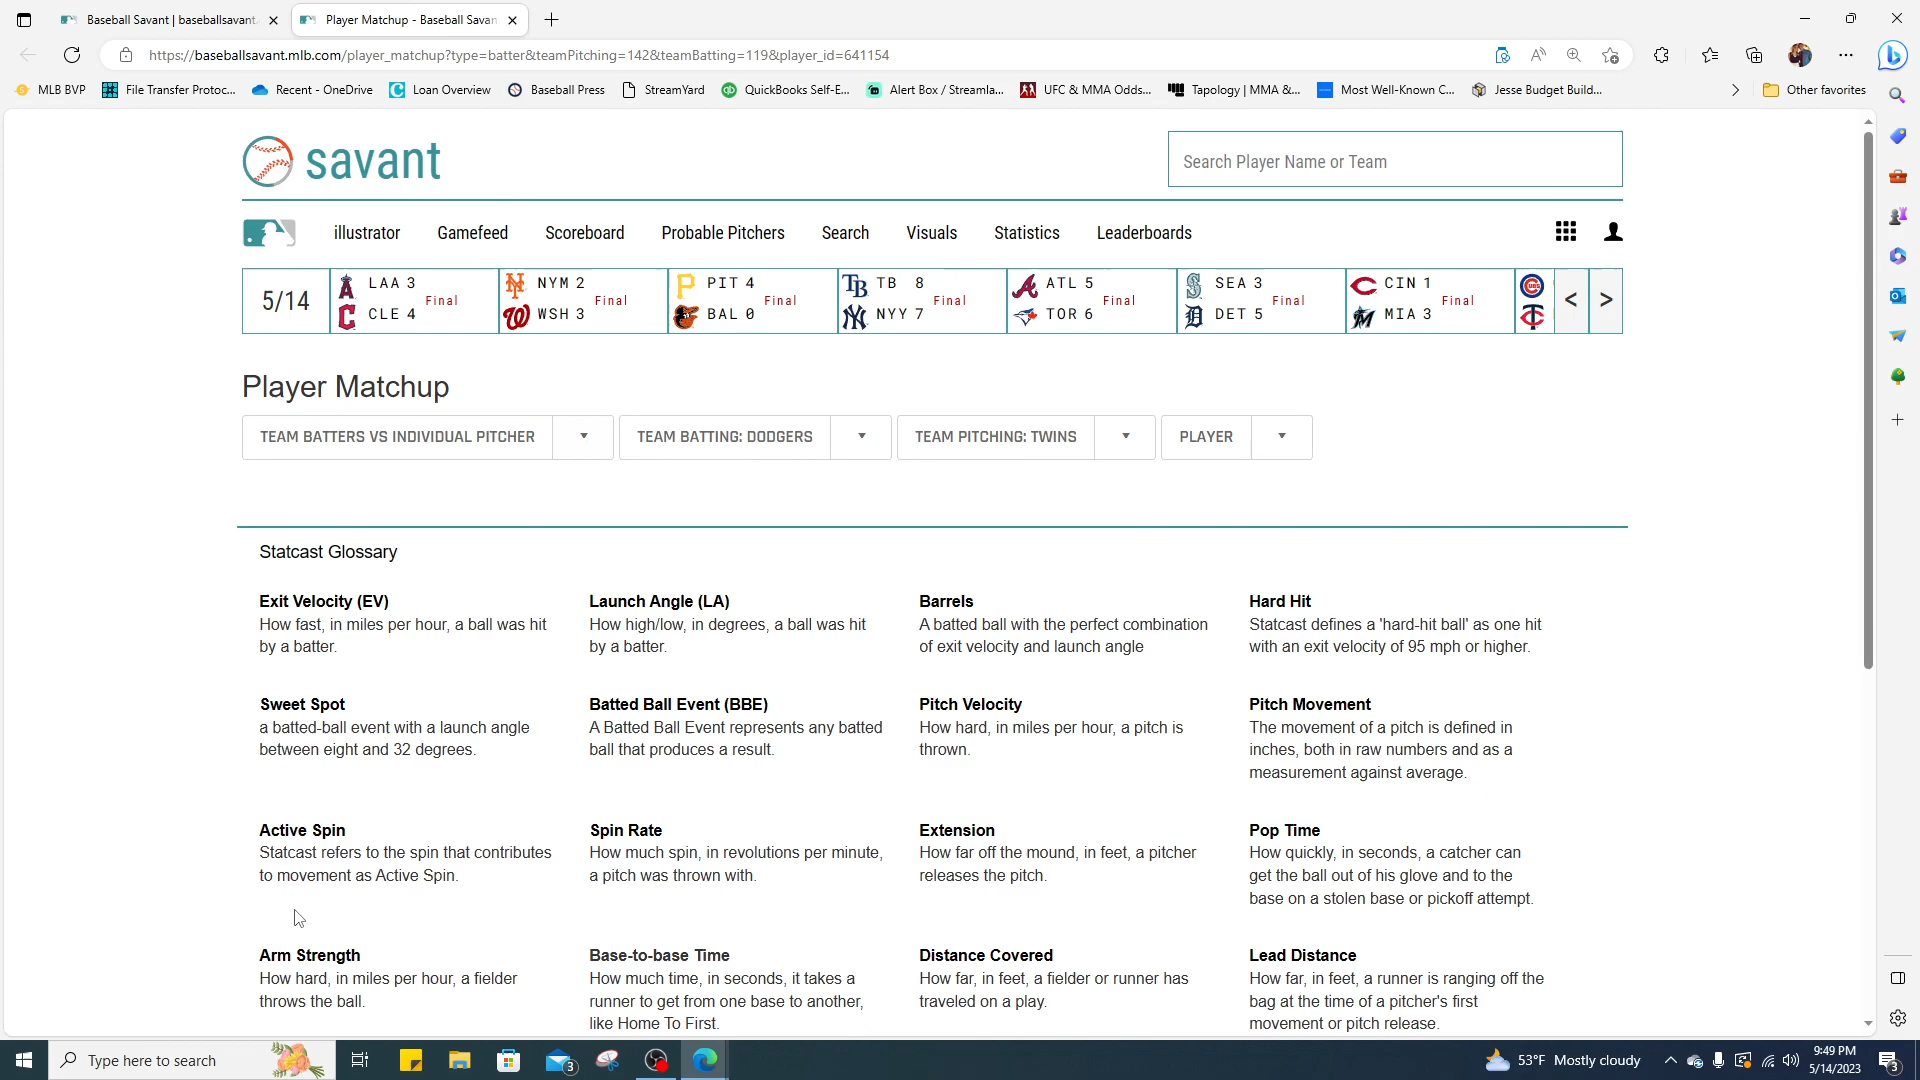 Baseball Savant | baseballsavant.
Player Matchup - Baseball Savan
https://baseballsavant.mlb.com/player_matchup?type=batter&teamPitching=142&teamBatting=119&player_id=641154
MLB BVP
File Transfer Protoc...
Recent - OneDrive
Loan Overview
Baseball Press
StreamYard
QuickBooks Self-E...
Alert Box / Streamla...
UFC & MMA Odds...
Tapology | MMA &...
Most Well-Known C...
Jesse Budget Build...
Other favorites
savant
Search Player Name or Team
illustrator Gamefeed Scoreboard Probable Pitchers Search Visuals Statistics Leaderboards
5/14
LAA 3
CLE 4
Final
NYM 2
WSH 3
Final
PIT 4
BAL 0
Final
TB 8
NYY 7
Final
ATL 5
TOR 6
Final
SEA 3
DET 5
Final
CIN 1
MIA 3
Final
< >
Player Matchup
TEAM BATTERS VS INDIVIDUAL PITCHER
TEAM BATTING: DODGERS
TEAM PITCHING: TWINS
PLAYER
Statcast Glossary
Exit Velocity (EV)
How fast, in miles per hour, a ball was hit
by a batter.
Launch Angle (LA)
How high/low, in degrees, a ball was hit
by a batter.
Barrels
A batted ball with the perfect combination
of exit velocity and launch angle
Hard Hit
Statcast defines a 'hard-hit ball' as one hit
with an exit velocity of 95 mph or higher.
Sweet Spot
a batted-ball event with a launch angle
between eight and 32 degrees.
Batted Ball Event (BBE)
A Batted Ball Event represents any batted
ball that produces a result.
Pitch Velocity
How hard, in miles per hour, a pitch is
thrown.
Pitch Movement
The movement of a pitch is defined in
inches, both in raw numbers and as a
measurement against average.
Active Spin
Statcast refers to the spin that contributes
to movement as Active Spin.
Spin Rate
How much spin, in revolutions per minute,
a pitch was thrown with.
Extension
How far off the mound, in feet, a pitcher
releases the pitch.
Pop Time
How quickly, in seconds, a catcher can
get the ball out of his glove and to the
base on a stolen base or pickoff attempt.
Arm Strength
How hard, in miles per hour, a fielder
throws the ball.
Base-to-base Time
How much time, in seconds, it takes a
runner to get from one base to another,
like Home To First.
Distance Covered
How far, in feet, a fielder or runner has
traveled on a play.
Lead Distance
How far, in feet, a runner is ranging off the
bag at the time of a pitcher's first
movement or pitch release.
Type here to search
3
53°F Mostly cloudy
9:49 PM
5/14/2023
3